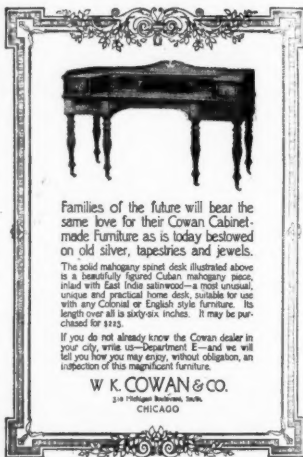 Families of the future will bear the
same love for their Cowan Cabinet-
made Furniture as is today bestowed
on old silver, tapestries and jewels.
The solid mahogany spinet desk illustrated above
is a beautifully figured Cuban mahogany piece,
inlaid with East India satinwood—a most unusual,
unique and practical home desk, suitable for use
with any Colonial or English style furniture. Its
length over all is sixty-six inches. It may be pur-
chased for $225.
If you do not already know the Cowan dealer in
your city, write us—Department E—and we will
tell you how you may enjoy, without obligation, an
inspection of this magnificent furniture.
W. K. COWAN & CO.
Michigan Boulevard, South,
CHICAGO